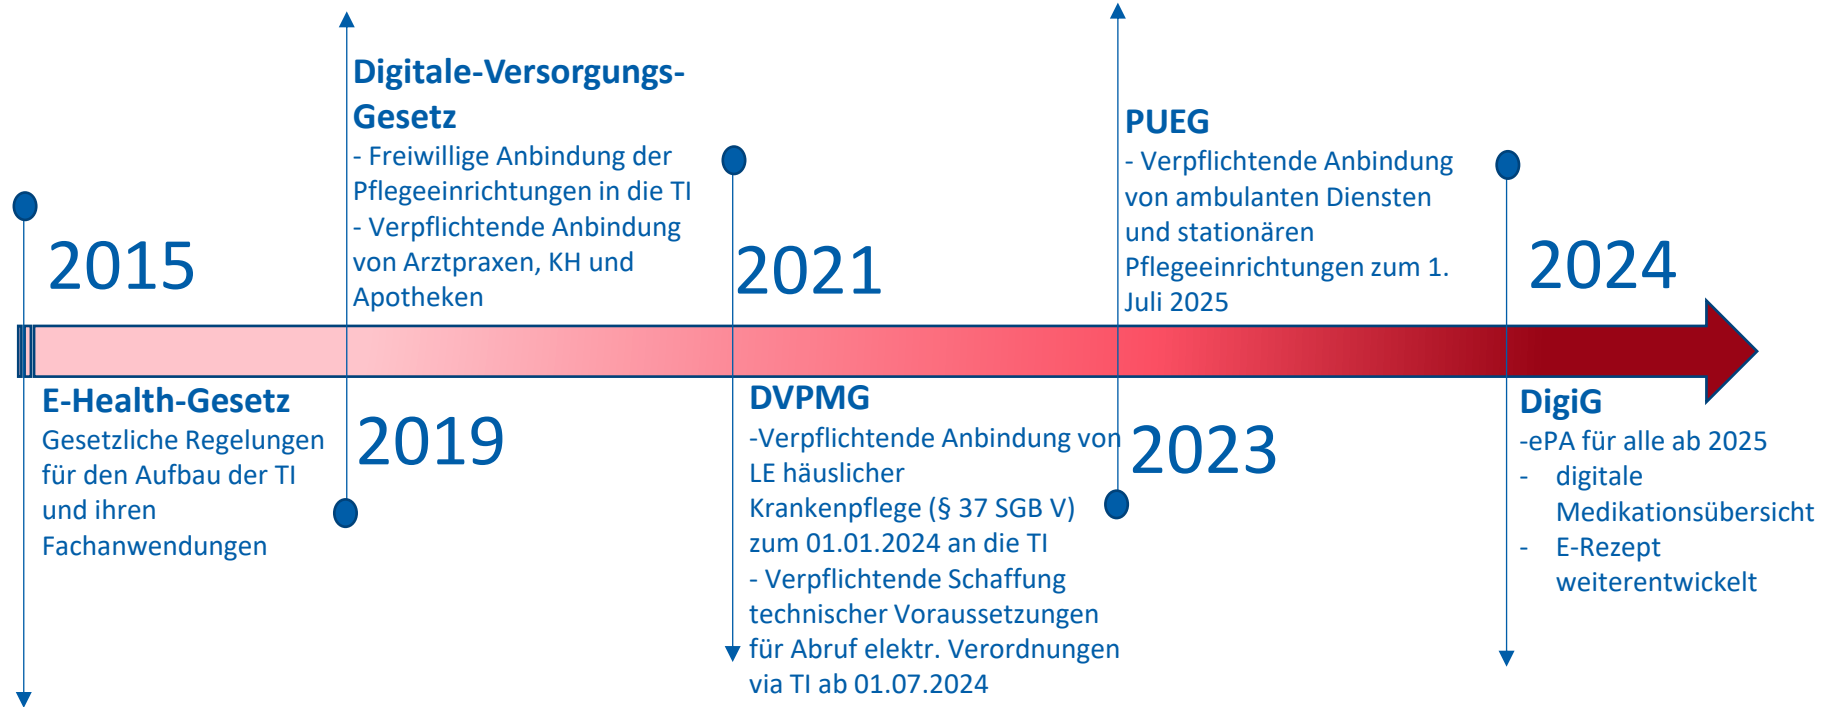 2015
E-Health-Gesetz
Gesetzliche Regelungen
für den Aufbau der TI
und ihren
Fachanwendungen
Digitale-Versorgungs-
Gesetz
- Freiwillige Anbindung der
Pflegeeinrichtungen in die TI
- Verpflichtende Anbindung
von Arztpraxen, KH und
Apotheken
2019
2021
DVPMG
-Verpflichtende Anbindung von
LE häuslicher
Krankenpflege (§ 37 SGB V)
zum 01.01.2024 an die TI
- Verpflichtende Schaffung
technischer Voraussetzungen
für Abruf elektr. Verordnungen
via TI ab 01.07.2024
PUEG
- Verpflichtende Anbindung
von ambulanten Diensten
und stationären
Pflegeeinrichtungen zum 1.
Juli 2025
2023
2024
DigiG
-ePA für alle ab 2025
- digitale
Medikationsübersicht
- E-Rezept
weiterentwickelt